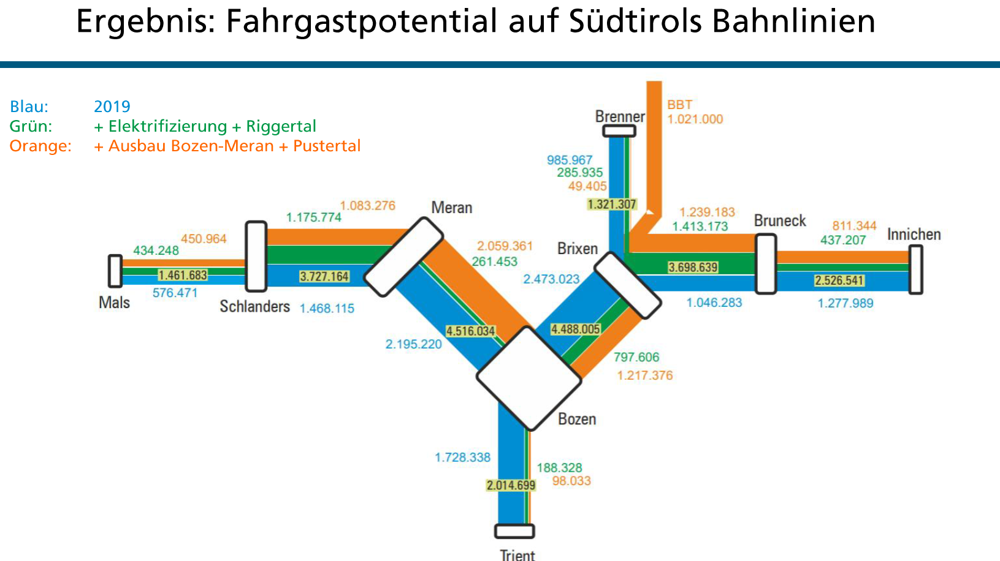 Ergebnis: Fahrgastpotential auf Südtirols Bahnlinien
Blau: 2019
Grün: + Elektrifizierung + Riggertal
Orange: + Ausbau Bozen-Meran + Pustertal
BBT
1.021.000
Brenner
985.967
285.935
49.405
1.321.307
Meran
1.083.276
1.175.774
450.964
434.248
1.461.683
576.471
Mals
Schlanders
3.727.164
1.468.115
2.059.361
261.453
4.516.034
2.195.220
Brixen
2.473.023
4.488.005
797.606
1.217.376
1.239.183
1.413.173
3.698.639
1.046.283
Bruneck
811.344
437.207
2.526.541
1.277.989
Innichen
Bozen
1.728.338
188.328
98.033
2.014.699
Trient